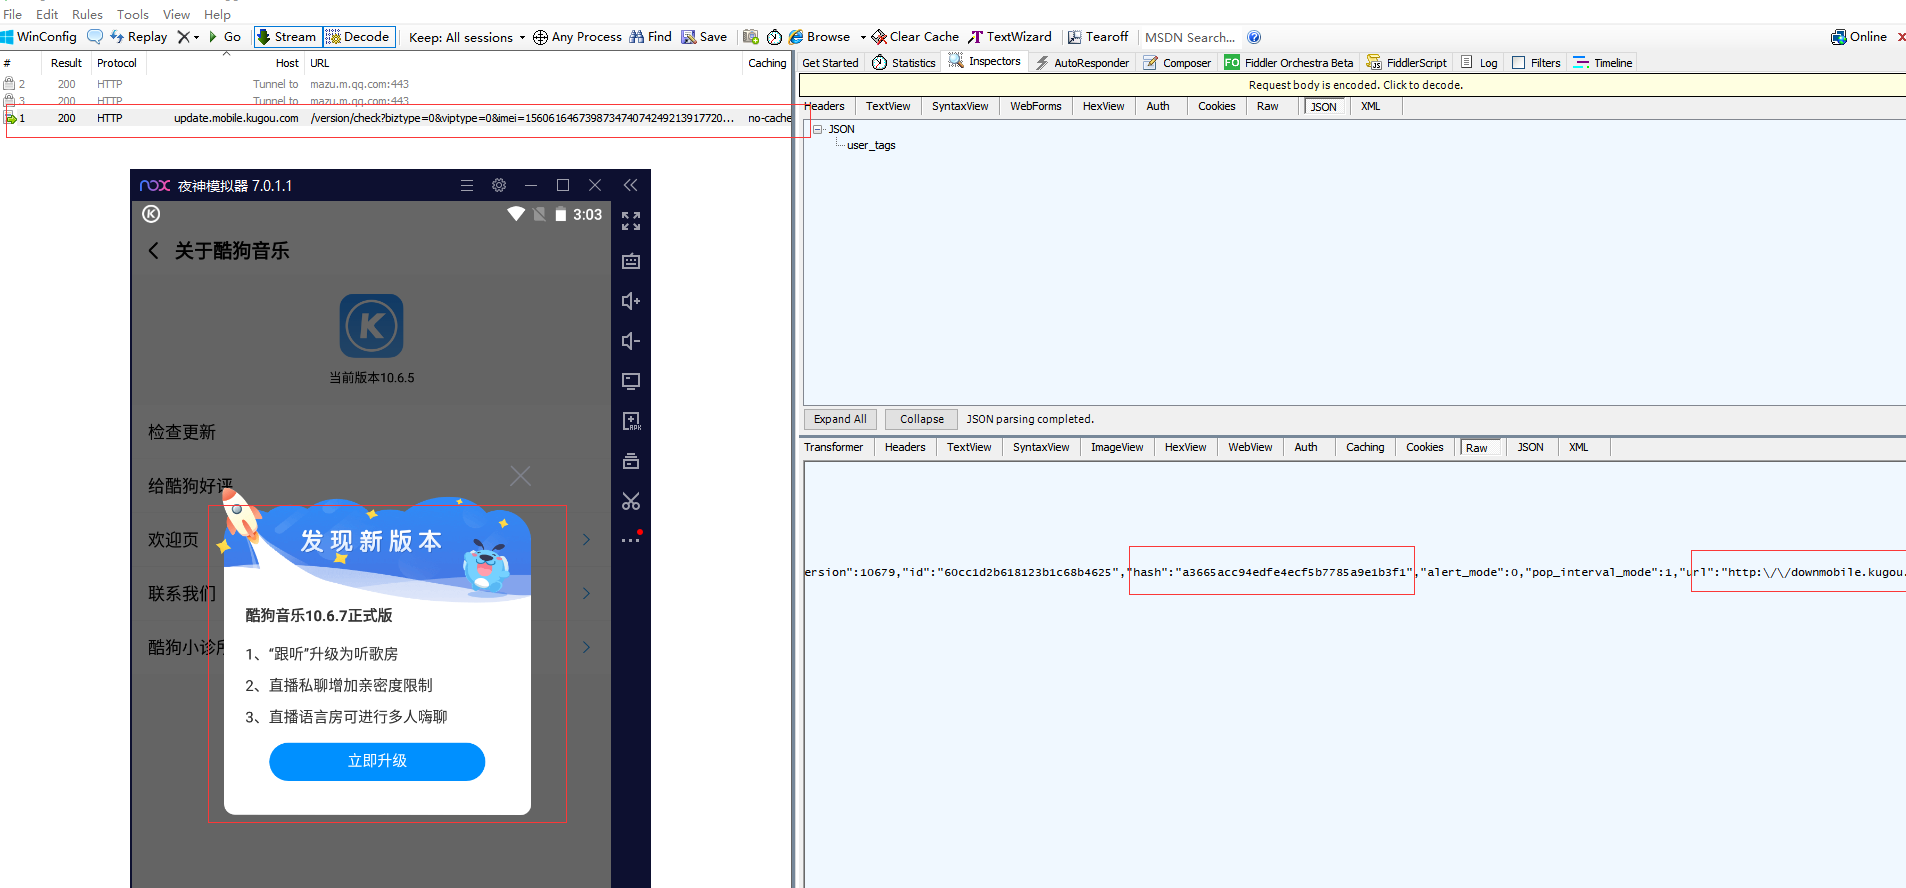 File Edit Rules Tools View Help
WinConfig Replay Go Stream Decode Keep: All sessions Any Process Find Save Browse Clear Cache TextWizard Tearoff MSDN Search... Online
# Result Protocol Host URL Caching
2 200 HTTP Tunnel to mazu.m.qq.com:443
3 200 HTTP Tunnel to mazu.m.qq.com:443
1 200 HTTP update.mobile.kugou.com /version/check?biztype=0&viptype=0&imei=15606164673987347407424921391772​0... no-cache
Get Started Statistics Inspectors AutoResponder Composer FO Fiddler Orchestra Beta FiddlerScript Log Filters Timeline
Request body is encoded. Click to decode.
Headers TextView SyntaxView WebForms HexView Auth Cookies Raw JSON XML
JSON
user_tags
Expand All Collapse JSON parsing completed.
Transformer Headers TextView SyntaxView ImageView HexView WebView Auth Caching Cookies Raw JSON XML
ersion":10679,"id":"60cc1d2b618123b1c68b4625","hash":"a3665acc94edfe4ecf5b7785a9e1b3f1","alert_mode":0,"pop_interval_mode":1,"url":"http:\/\/downmobile.kugou.
nox 夜神模拟器 7.0.1.1
K 3:03
关于酷狗音乐
K
当前版本10.6.5
检查更新
给酷狗好评
欢迎页
联系我们
酷狗小诊所
发现新版本
酷狗音乐10.6.7正式版
1、“跟听”升级为听歌房
2、直播私聊增加亲密度限制
3、直播语言房可进行多人嗨聊
立即升级
APK